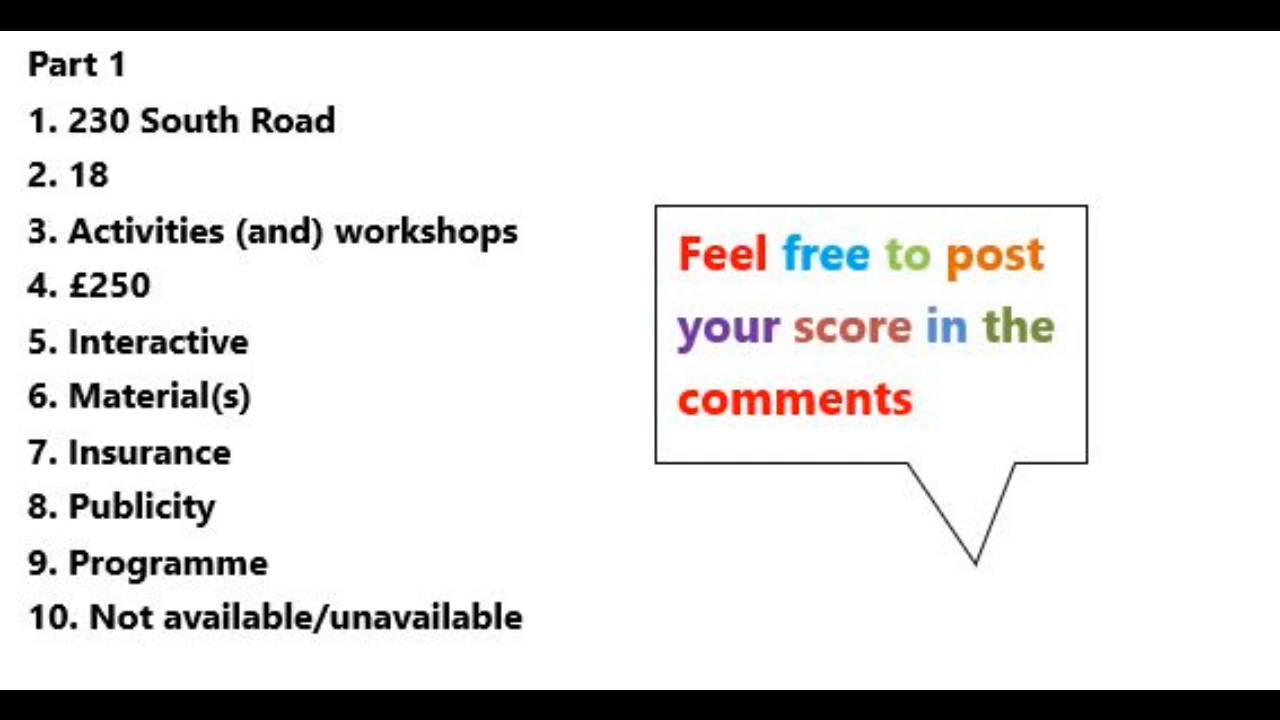 Part 1
1. 230 South Road
2. 18
3. Activities (and) workshops
4. £250
5. Interactive
6. Material(s)
7. Insurance
8. Publicity
9. Programme
10. Not available/unavailable
Feel free to post
your score in the
comments